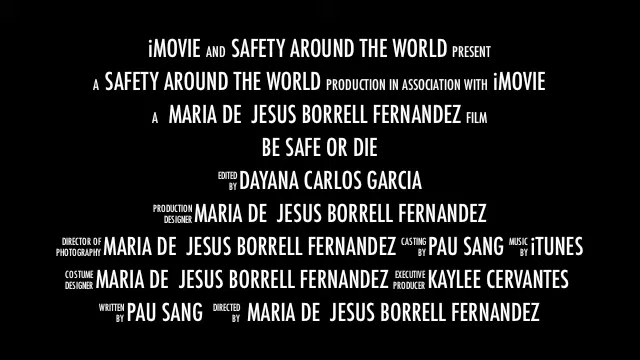 iMOVIE AND SAFETY AROUND THE WORLD PRESENT
A SAFETY AROUND THE WORLD PRODUCTION IN ASSOCIATION WITH iMOVIE
A MARIA DE JESUS BORRELL FERNANDEZ FILM
BE SAFE OR DIE
EDITED BY DAYANA CARLOS GARCIA
PRODUCTION DESIGNER MARIA DE JESUS BORRELL FERNANDEZ
DIRECTOR OF PHOTOGRAPHY MARIA DE JESUS BORRELL FERNANDEZ CASTING BY PAU SANG MUSIC BY iTUNES
COSTUME DESIGNER MARIA DE JESUS BORRELL FERNANDEZ EXECUTIVE PRODUCER KAYLEE CERVANTES
WRITTEN BY PAU SANG DIRECTED BY MARIA DE JESUS BORRELL FERNANDEZ